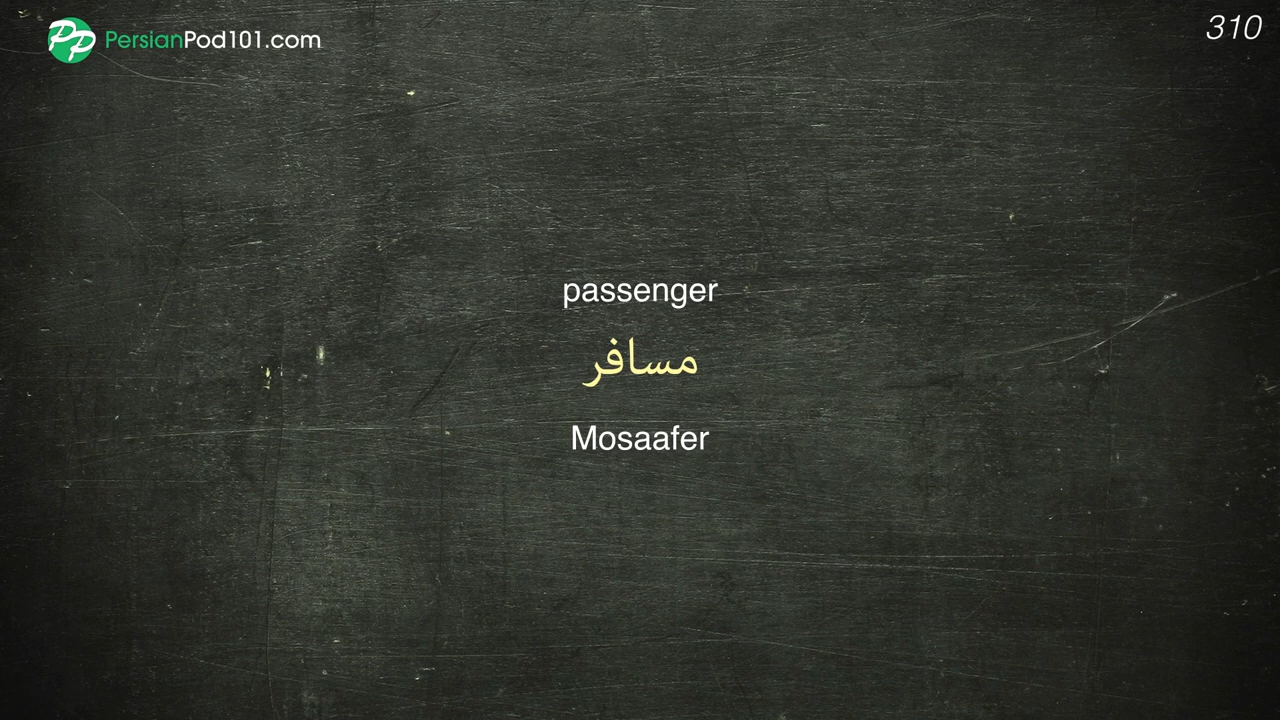 PersianPod101.com
310
passenger
مسافر
Mosaafer